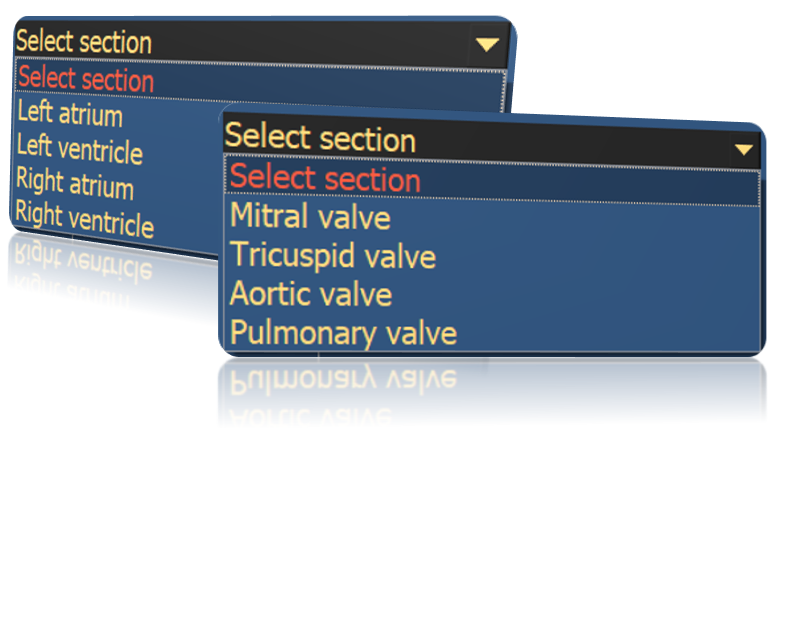 Select section
Select section
Left atrium
Left ventricle
Right atrium
Right ventricle
Select section
Select section
Mitral valve
Tricuspid valve
Aortic valve
Pulmonary valve